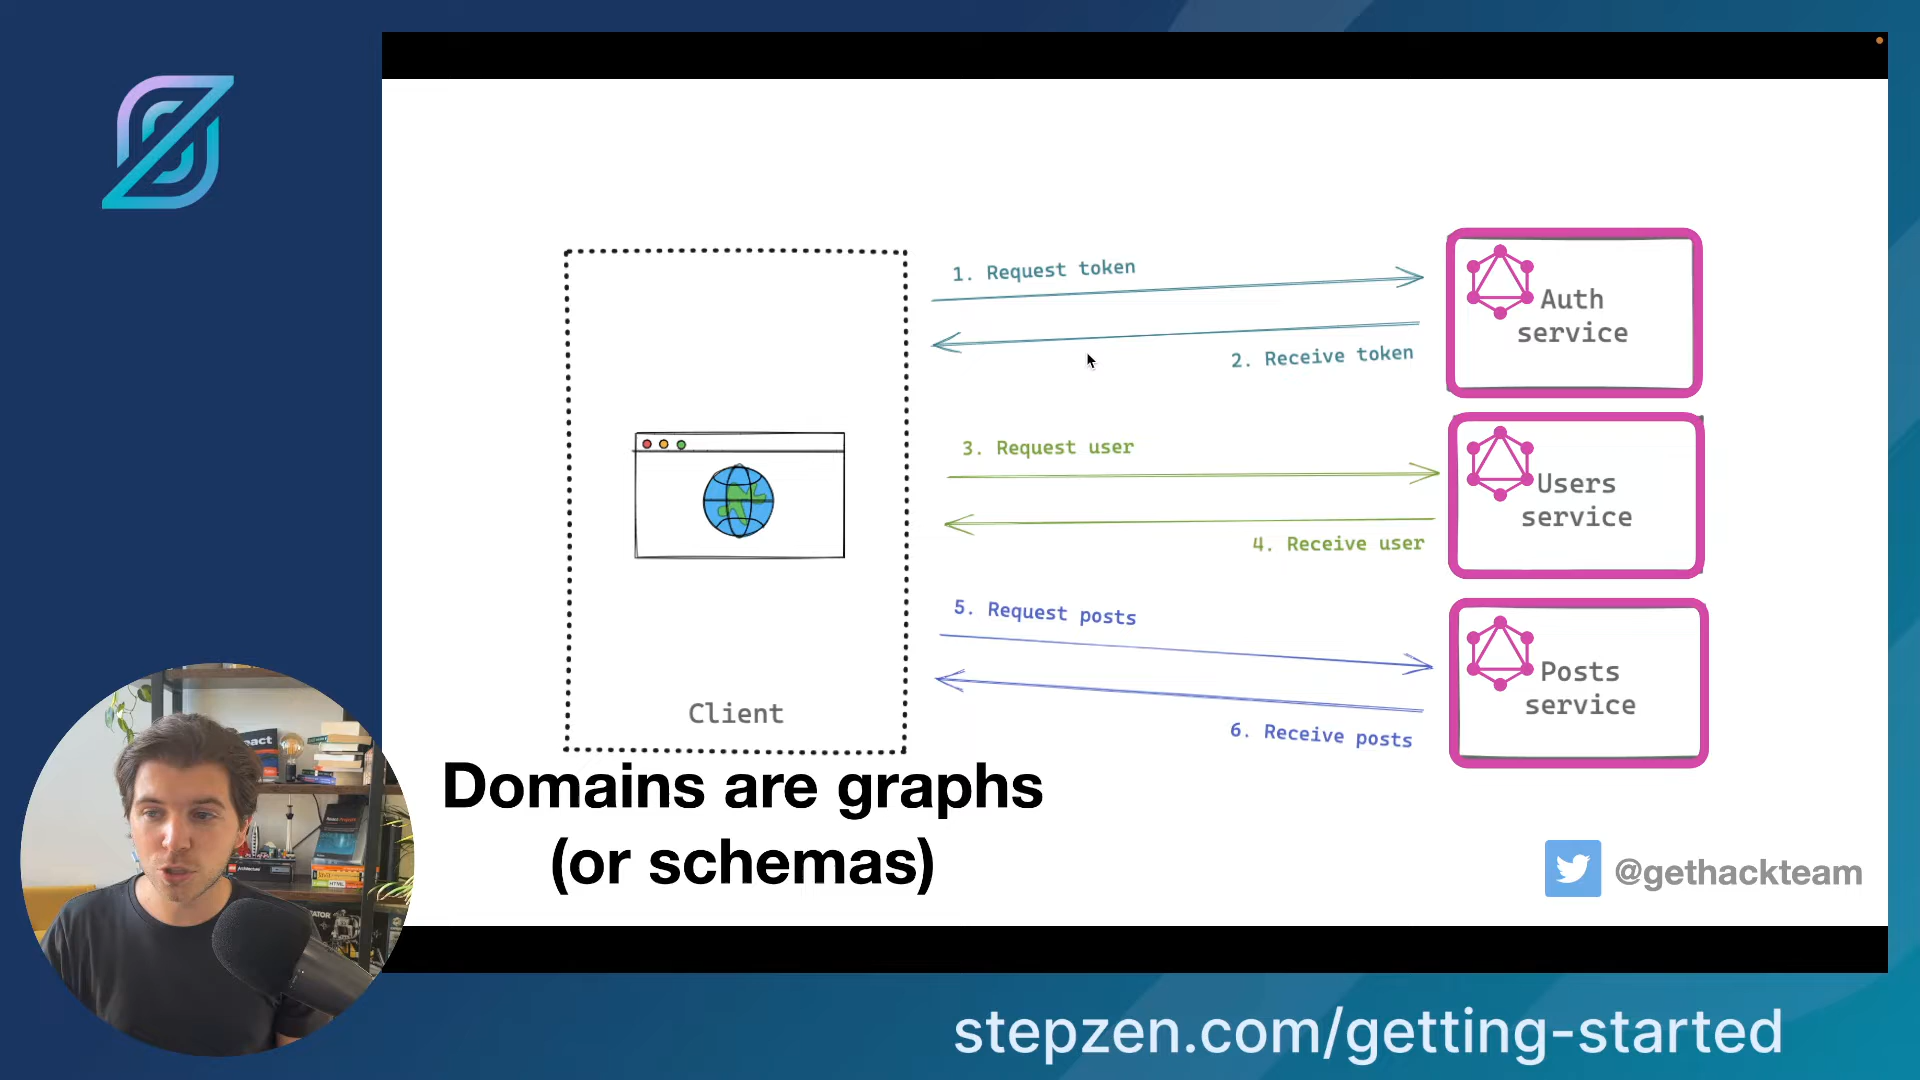 1. Request token
2. Receive token
Auth
service
3. Request user
4. Receive user
Users
service
5. Request posts
6. Receive posts
Posts
service
Client
Domains are graphs
(or schemas)
@gethackteam
stepzen.com/getting-started